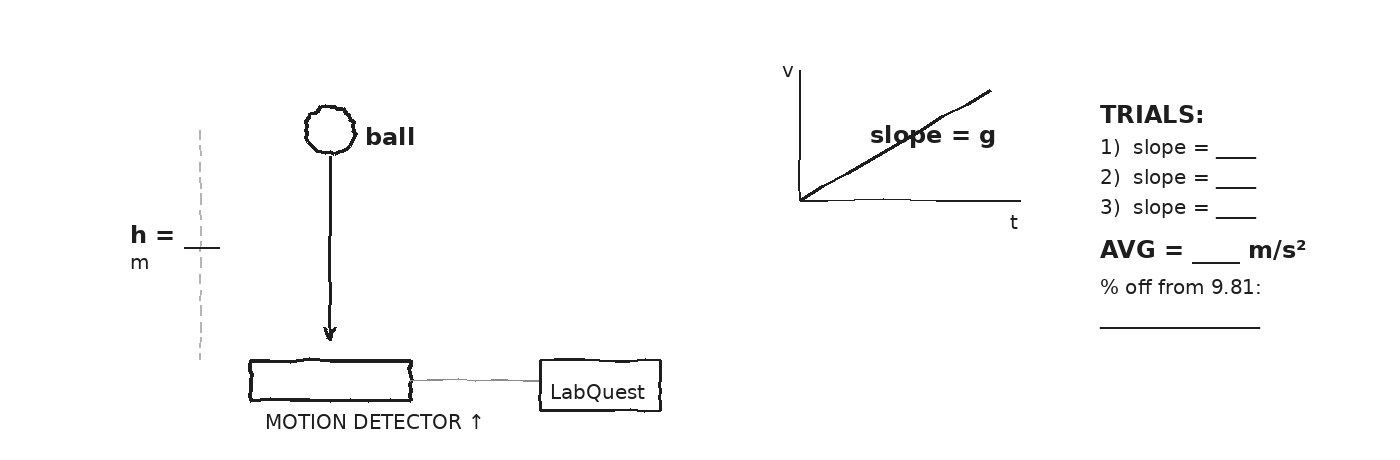 ball
h = ___
m
LabQuest
MOTION DETECTOR ↑
v
slope = g
t
TRIALS:
1) slope = ____
2) slope = ____
3) slope = ____
AVG = ____ m/s²
% off from 9.81: